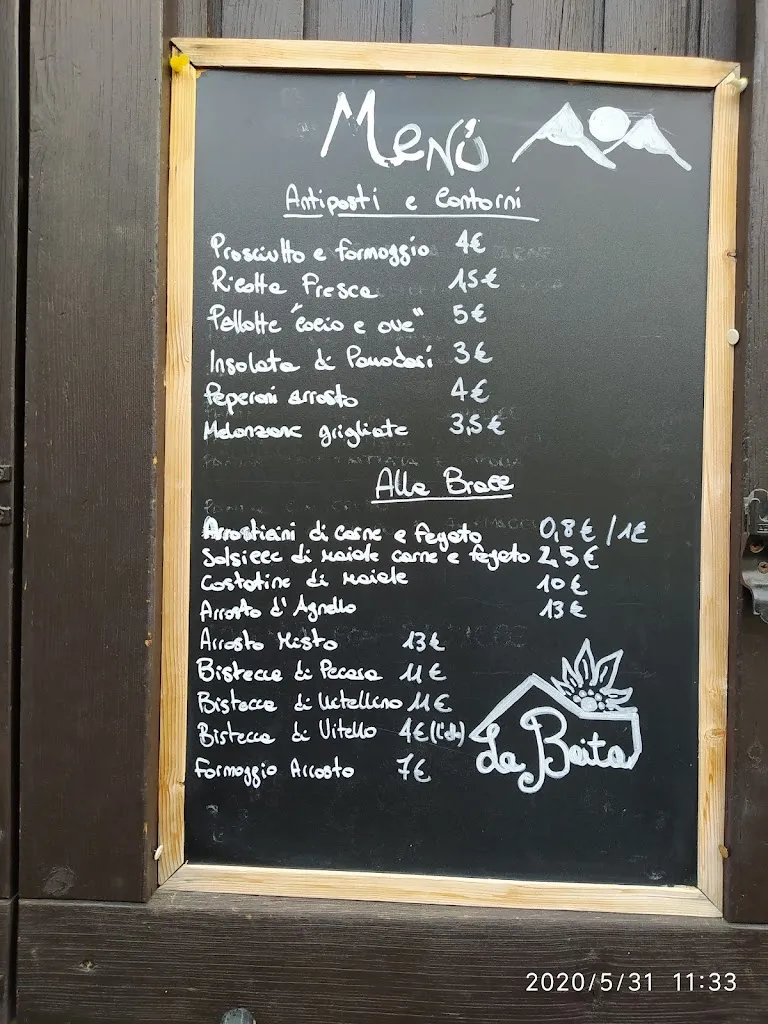 Menù
Antipasti e Contorni
Prosciutto e formaggio 4€
Ricotta Fresca 1,5€
Pallotte "cacio e ove" 5€
Insalata di Pomodori 3€
Peperoni arrosto 4€
Melanzane grigliate 3,5€
Alla Brace
Arrosticini di carne e fegato 0,8€ /1€
Salsicce di maiale carne e fegato 2,5€
Costatine di maiale 10€
Arrosto d'Agnello 13€
Arrosto Misto 13€
Bistecca di Pecora 11€
Bistecca di Vitellino 11€
Bistecca di Vitello 4€ (l'etto)
Formaggio Arrosto 7€
La Baita
2020/5/31 11:33